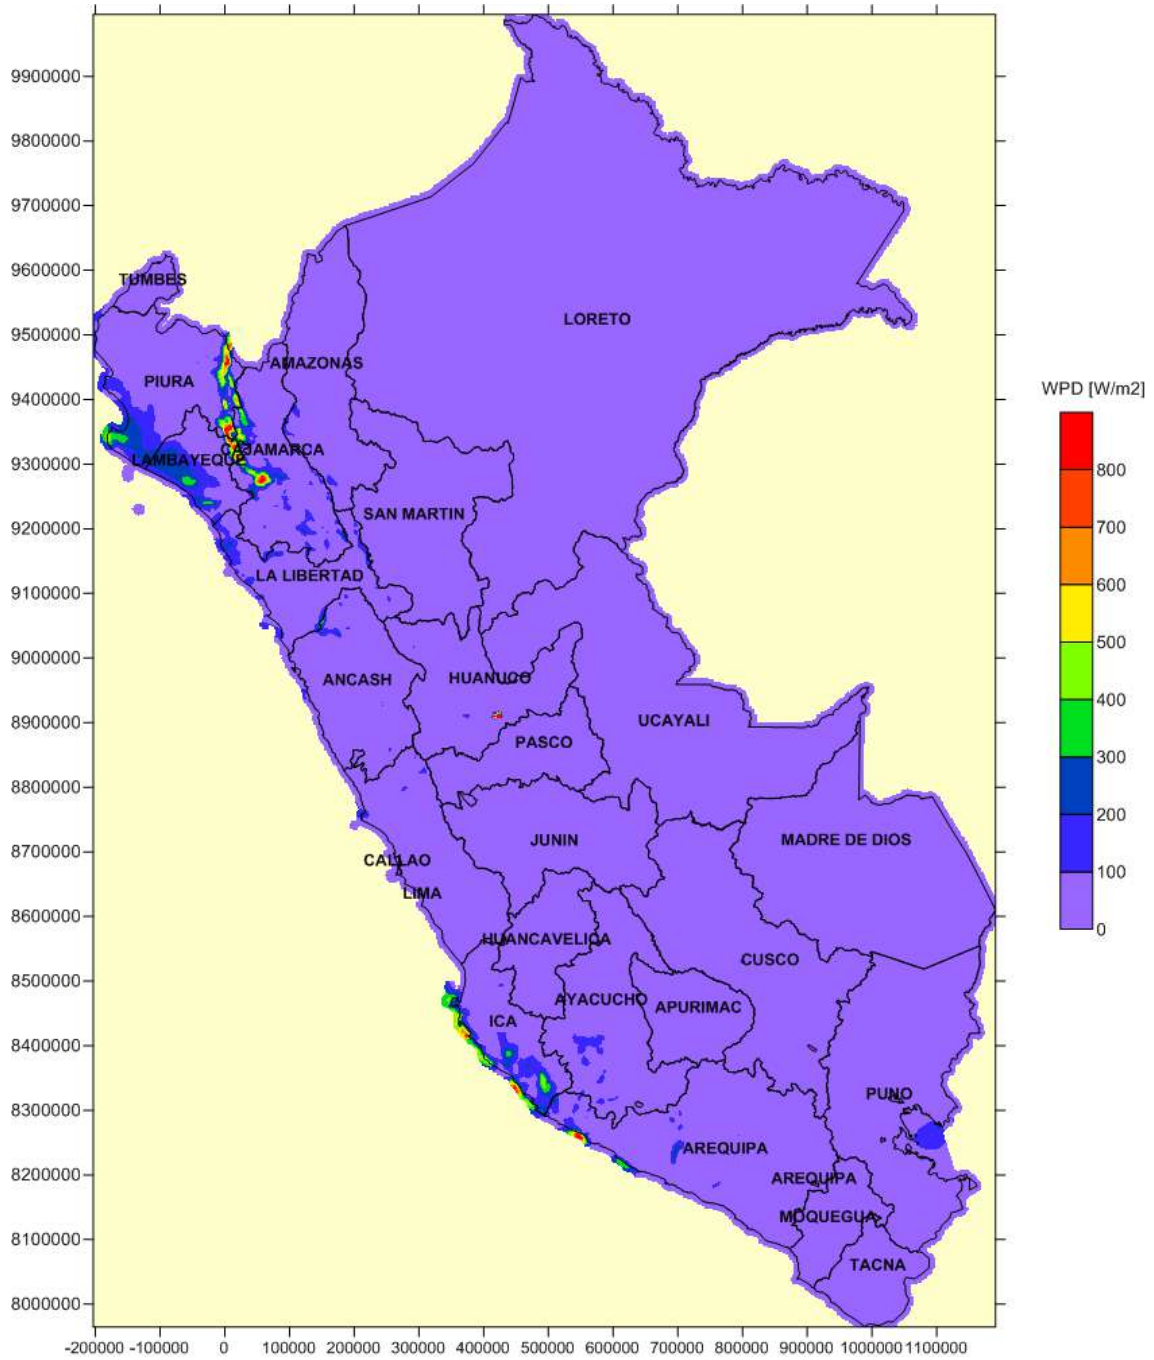 9900000
9800000
9700000
9600000
9500000
9400000
9300000
9200000
9100000
9000000
8900000
8800000
8700000
8600000
8500000
8400000
8300000
8200000
8100000
8000000
TUMBES
LORETO
AMAZONAS
PIURA
CAJAMARCA
LAMBAYEQUE
SAN MARTIN
LA LIBERTAD
ANCASH
HUANUCO
UCAYALI
PASCO
JUNIN
MADRE DE DIOS
CALLAO
LIMA
HUANCAVELICA
CUSCO
AYACUCHO
APURIMAC
ICA
PUNO
AREQUIPA
AREQUIPA
MOQUEGUA
TACNA
-200000 -100000 0 100000 200000 300000 400000 500000 600000 700000 800000 900000 1000000 1100000
WPD [W/m2]
800
700
600
500
400
300
200
100
0